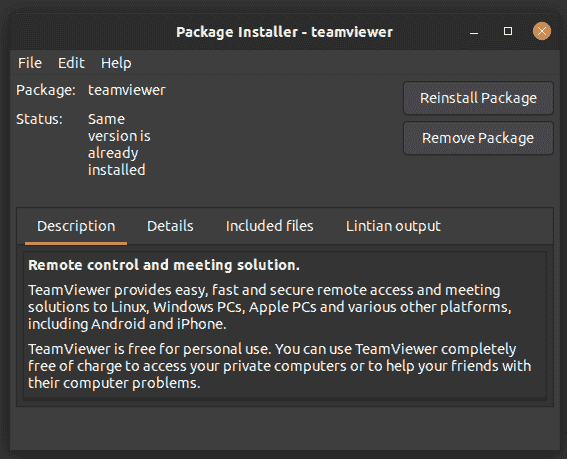 Package Installer - teamviewer
File Edit Help
Package: teamviewer
Reinstall Package
Status: Same
version is
already
installed
Remove Package
Description Details Included files Lintian output
Remote control and meeting solution.
TeamViewer provides easy, fast and secure remote access and meeting
solutions to Linux, Windows PCs, Apple PCs and various other platforms,
including Android and iPhone.
TeamViewer is free for personal use. You can use TeamViewer completely
free of charge to access your private computers or to help your friends with
their computer problems.